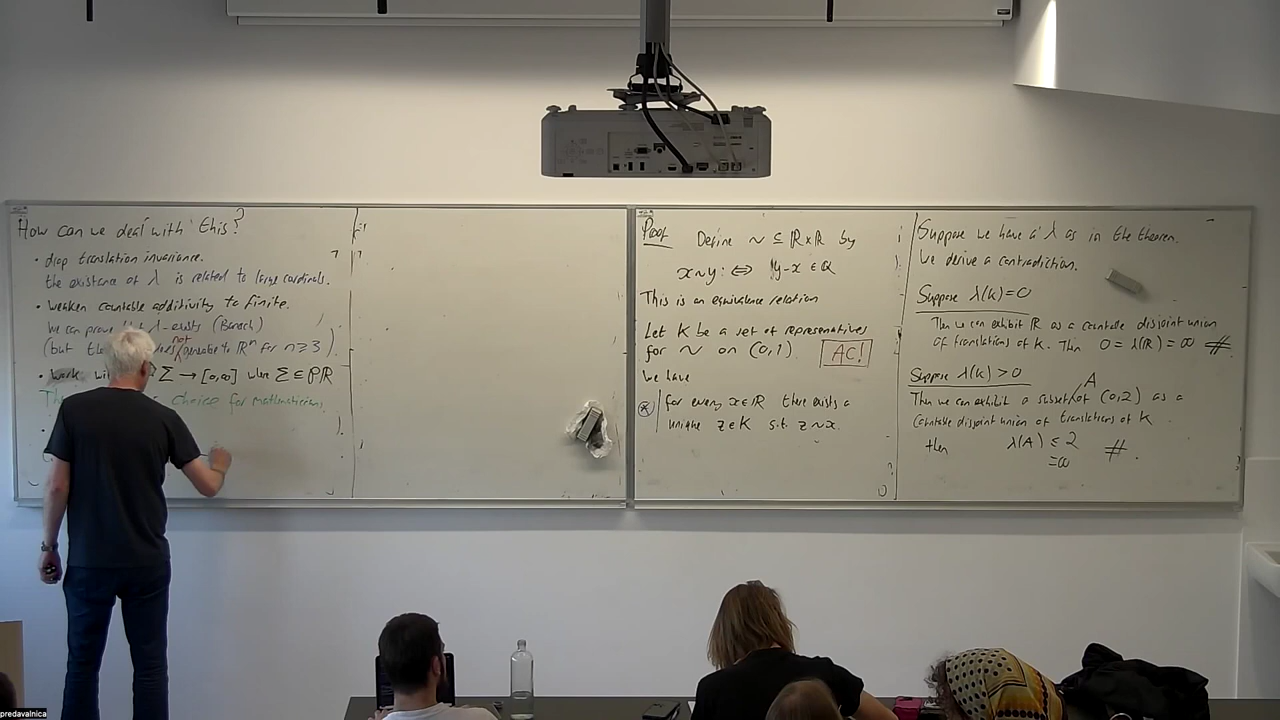 How can we deal with this?
• drop translation invariance.
the existence of λ is related to large cardinals.
• weaken countable additivity to finite.
We can prove λ exists (Banach)
(but not generalise to ℝⁿ for n≥3)
• Work Σ → [0,∞] where Σ ⊆ 𝒫ℝ
choice for mathematicians
Proof Define ~ ⊆ ℝ×ℝ by
x~y :⇔ y-x ∈ ℚ
This is an equivalence relation
Let K be a set of representatives
for ~ on (0,1). AC!
We have
(*) for every x∈ℝ there exists a
unique z∈K s.t. z~x.
Suppose we have a λ as in the theorem.
We derive a contradiction.
Suppose λ(K)=0
Then we can exhibit ℝ as a countable disjoint union
of translations of K. Then 0 = λ(ℝ) = ∞ #
Suppose λ(K)>0
Then we can exhibit a subset A of (0,2) as a
countable disjoint union of translations of K
then λ(A) ≤ 2
=∞ #.
predavalnica